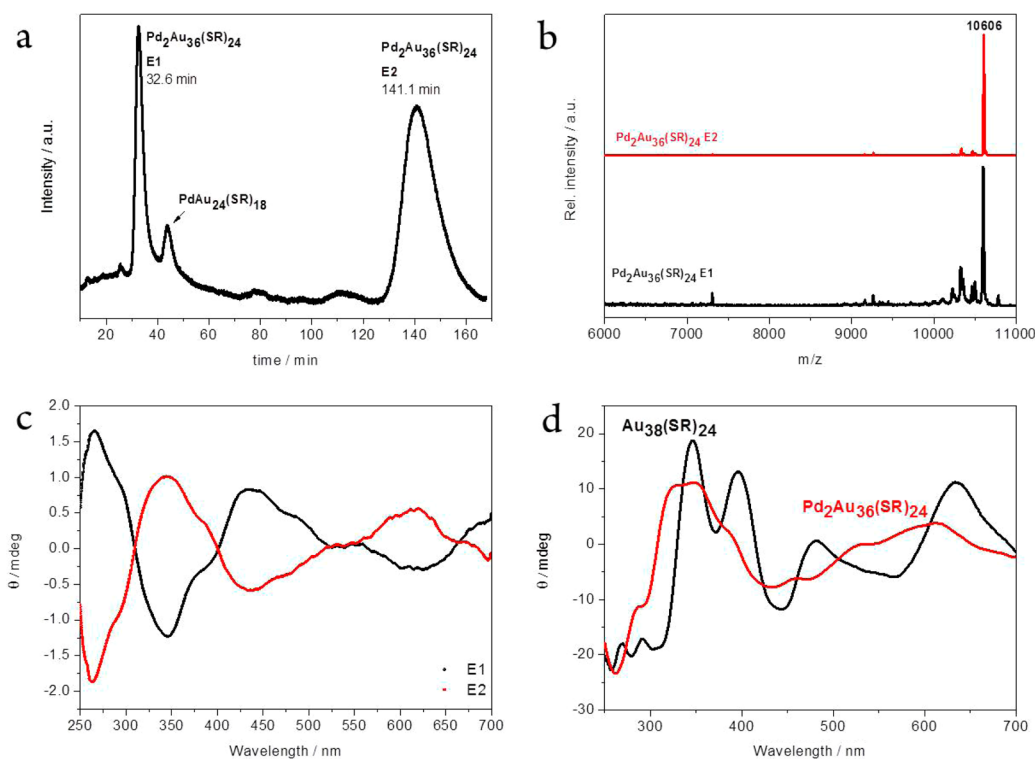 a
Pd2Au36(SR)24
E1
32.6 min
Pd2Au36(SR)24
E2
141.1 min
PdAu24(SR)18
Intensity / a.u.
20 40 60 80 100 120 140 160
time / min
b
10606
Pd2Au36(SR)24 E2
Pd2Au36(SR)24 E1
Rel. intensity / a.u.
6000 7000 8000 9000 10000 11000
m/z
c
2.0
1.5
1.0
0.5
0.0
-0.5
-1.0
-1.5
-2.0
θ / mdeg
E1
E2
250 300 350 400 450 500 550 600 650 700
Wavelength / nm
d
Au38(SR)24
Pd2Au36(SR)24
20
10
0
-10
-20
-30
θ / mdeg
300 400 500 600 700
Wavelength / nm